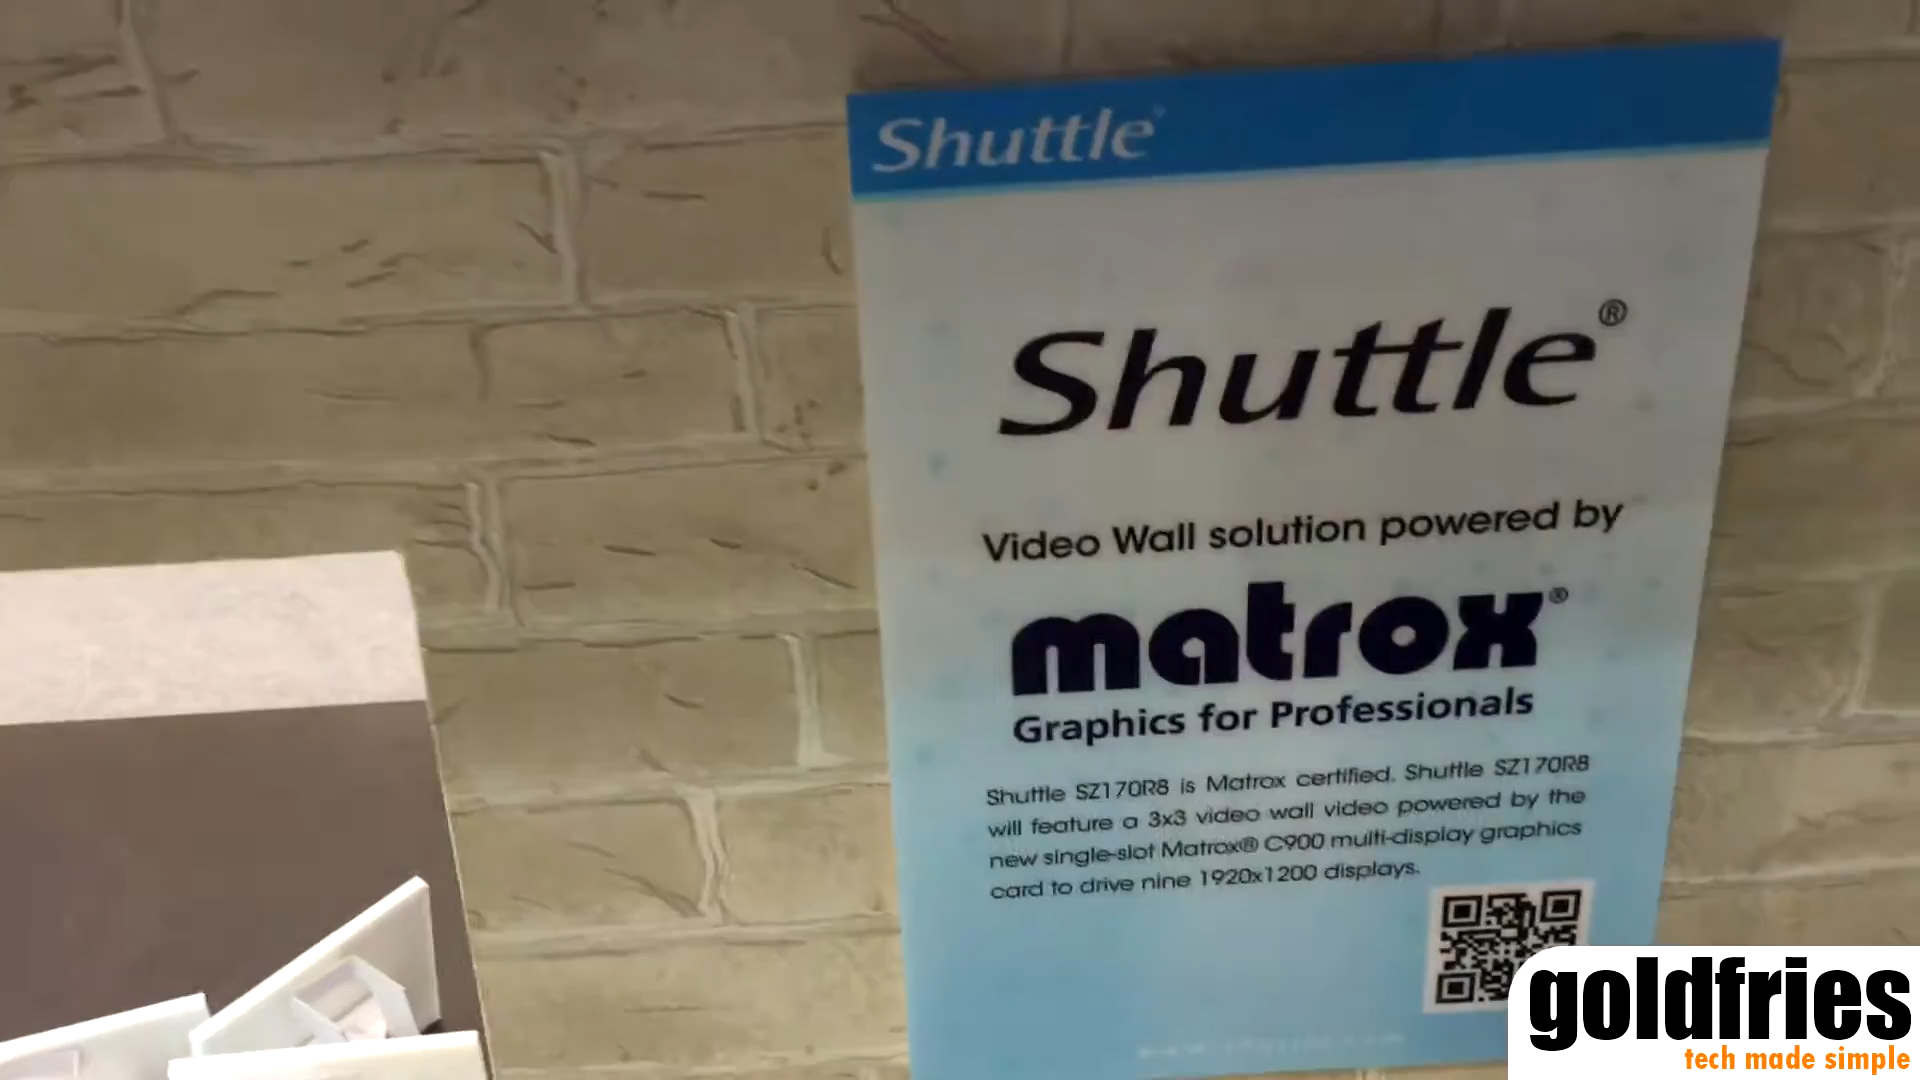 Shuttle
Shuttle®
Video Wall solution powered by
matrox®
Graphics for Professionals
Shuttle SZ170R8 is Matrox certified. Shuttle SZ170R8
will feature a 3x3 video wall video powered by the
new single-slot Matrox® C900 multi-display graphics
card to drive nine 1920x1200 displays.
goldfries
tech made simple